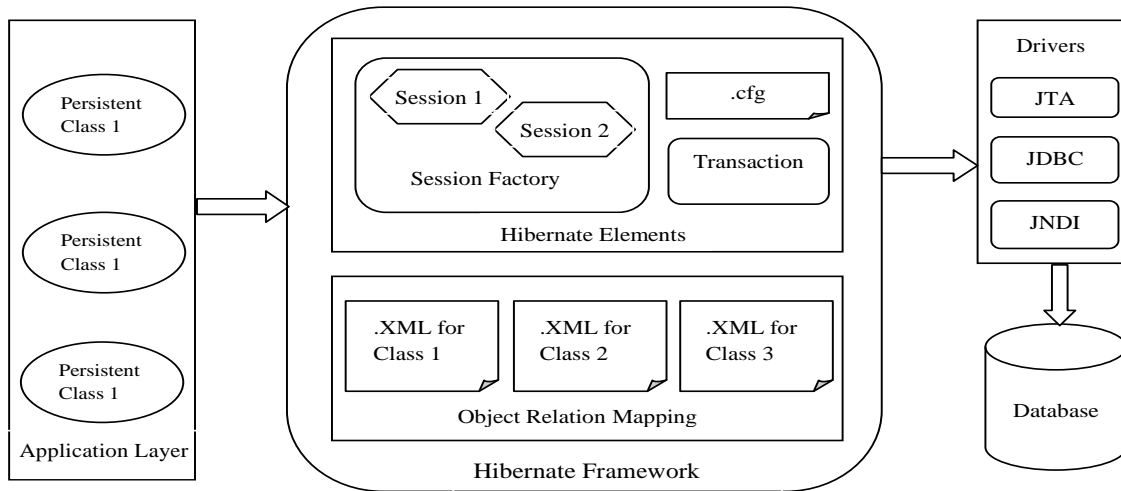 Persistent
Class 1
Persistent
Class 1
Persistent
Class 1
Application Layer
Session 1
Session 2
Session Factory
.cfg
Transaction
Hibernate Elements
.XML for
Class 1
.XML for
Class 2
.XML for
Class 3
Object Relation Mapping
Hibernate Framework
Drivers
JTA
JDBC
JNDI
Database